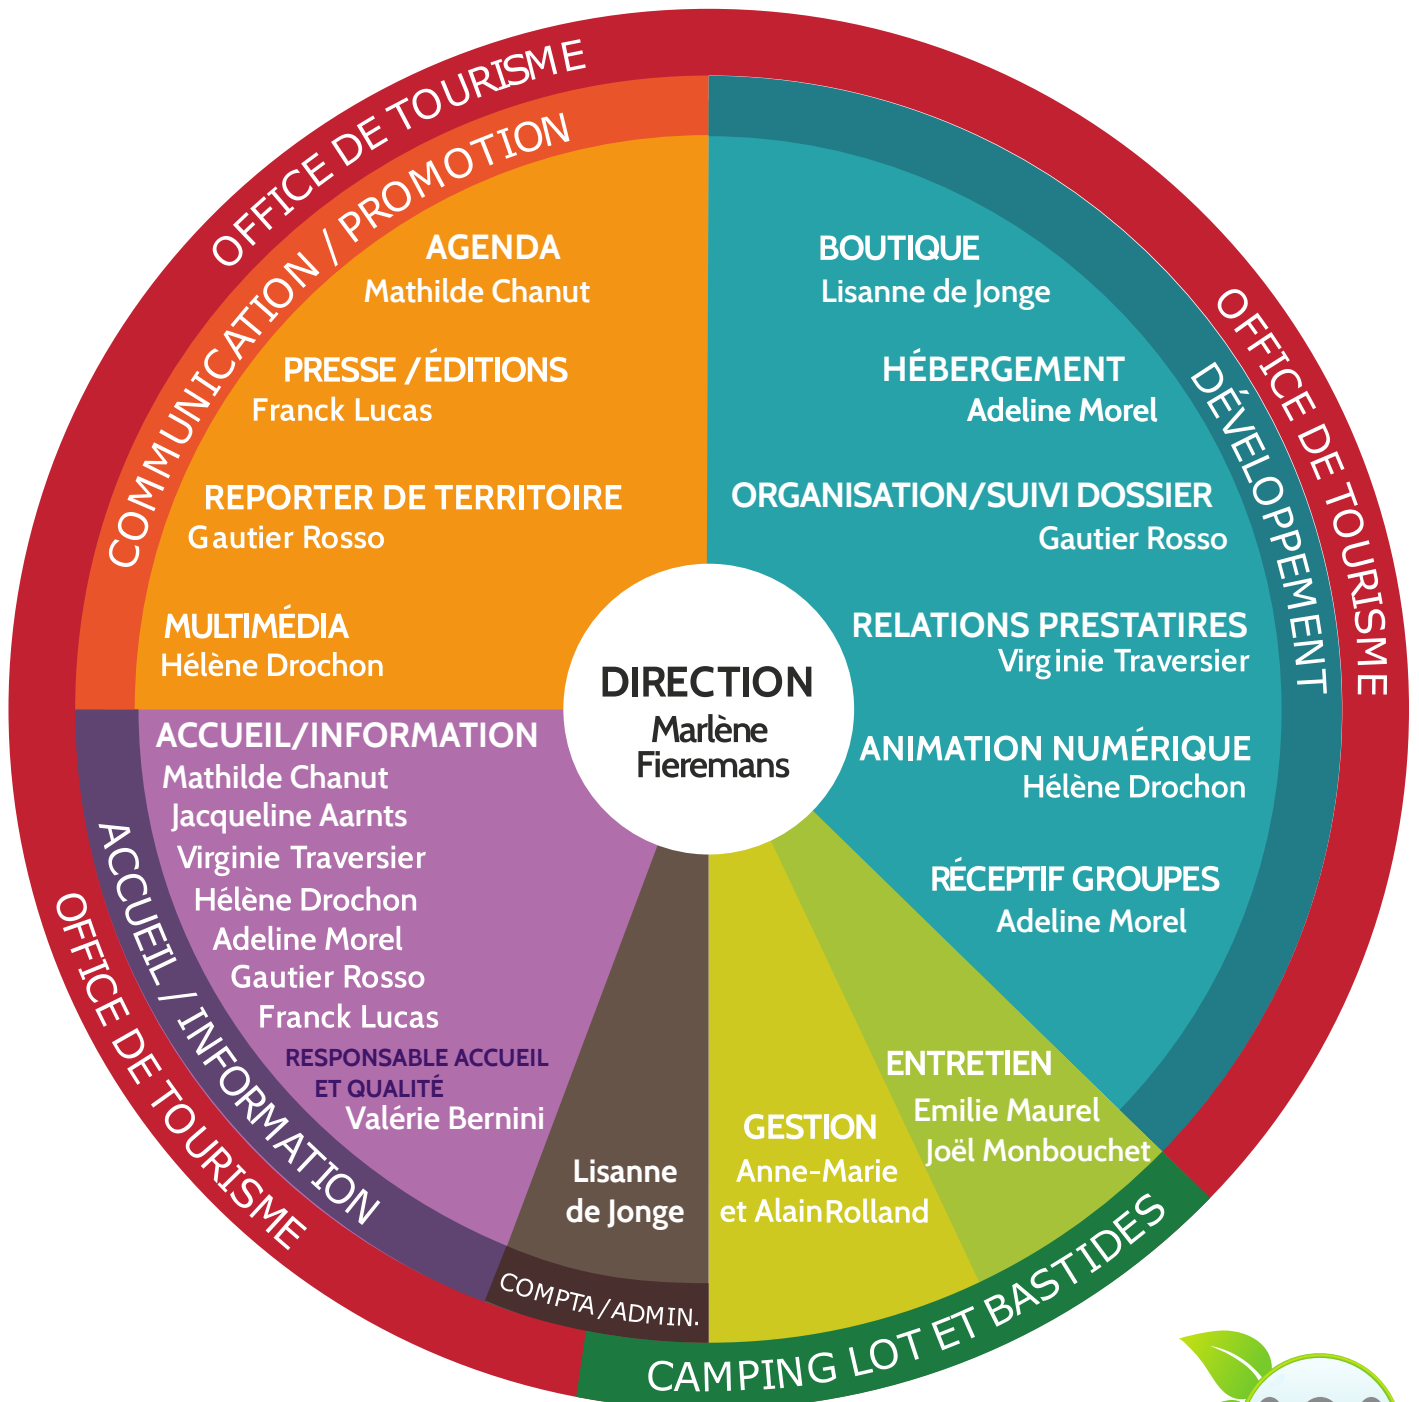 OFFICE DE TOURISME
COMMUNICATION / PROMOTION
AGENDA
Mathilde Chanut
PRESSE /ÉDITIONS
Franck Lucas
REPORTER DE TERRITOIRE
Gautier Rosso
MULTIMÉDIA
Hélène Drochon
OFFICE DE TOURISME
DÉVELOPPEMENT
BOUTIQUE
Lisanne de Jonge
HÉBERGEMENT
Adeline Morel
ORGANISATION/SUIVI DOSSIER
Gautier Rosso
RELATIONS PRESTATIRES
Virginie Traversier
ANIMATION NUMÉRIQUE
Hélène Drochon
RÉCEPTIF GROUPES
Adeline Morel
DIRECTION
Marlène
Fieremans
OFFICE DE TOURISME
ACCUEIL / INFORMATION
ACCUEIL/INFORMATION
Mathilde Chanut
Jacqueline Aarnts
Virginie Traversier
Hélène Drochon
Adeline Morel
Gautier Rosso
Franck Lucas
RESPONSABLE ACCUEIL
ET QUALITÉ
Valérie Bernini
Lisanne
de Jonge
COMPTA / ADMIN.
GESTION
Anne-Marie
et Alain Rolland
ENTRETIEN
Emilie Maurel
Joël Monbouchet
CAMPING LOT ET BASTIDES